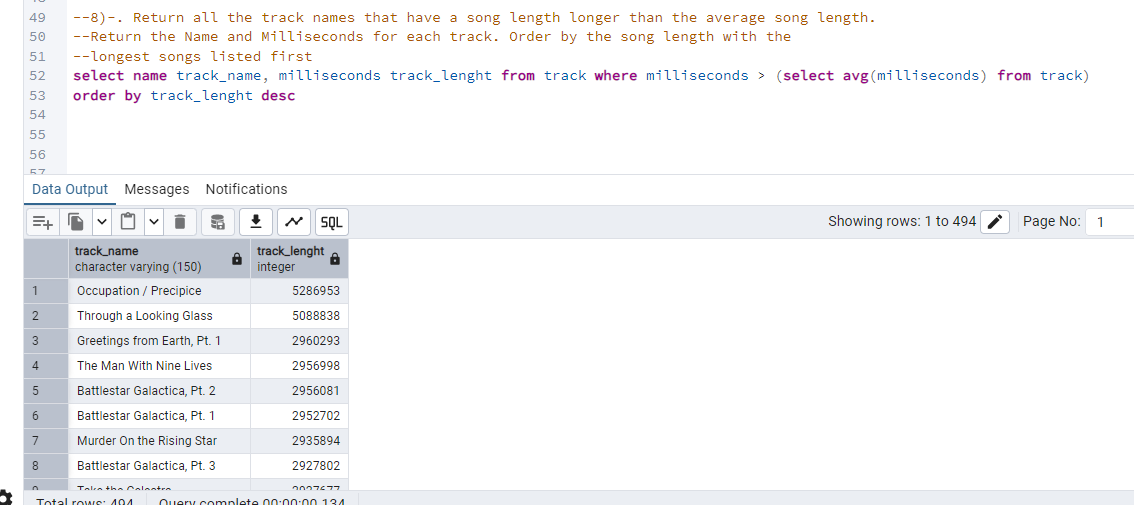 49 --8)-. Return all the track names that have a song length longer than the average song length.
50 --Return the Name and Milliseconds for each track. Order by the song length with the
51 --longest songs listed first
52 select name track_name, milliseconds track_lenght from track where milliseconds > (select avg(milliseconds) from track)
53 order by track_lenght desc
54
55
56
57
Data Output Messages Notifications
SQL Showing rows: 1 to 494 Page No: 1
track_name track_lenght
character varying (150) integer
1 Occupation / Precipice 5286953
2 Through a Looking Glass 5088838
3 Greetings from Earth, Pt. 1 2960293
4 The Man With Nine Lives 2956998
5 Battlestar Galactica, Pt. 2 2956081
6 Battlestar Galactica, Pt. 1 2952702
7 Murder On the Rising Star 2935894
8 Battlestar Galactica, Pt. 3 2927802
Total rows: 494 Query complete 00:00:00.134